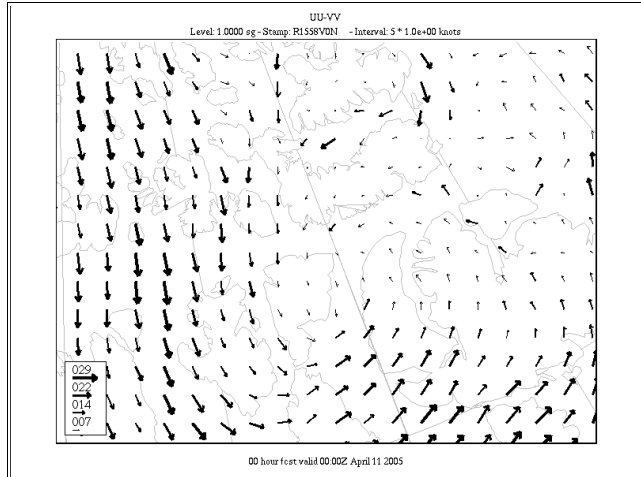 UU-VV
Level: 1.0000 sg - Stamp: R1558V0N - Interval: 5 * 1.0e+00 knots
029
022
014
007
00 hour fcst valid 00:00Z April 11 2005